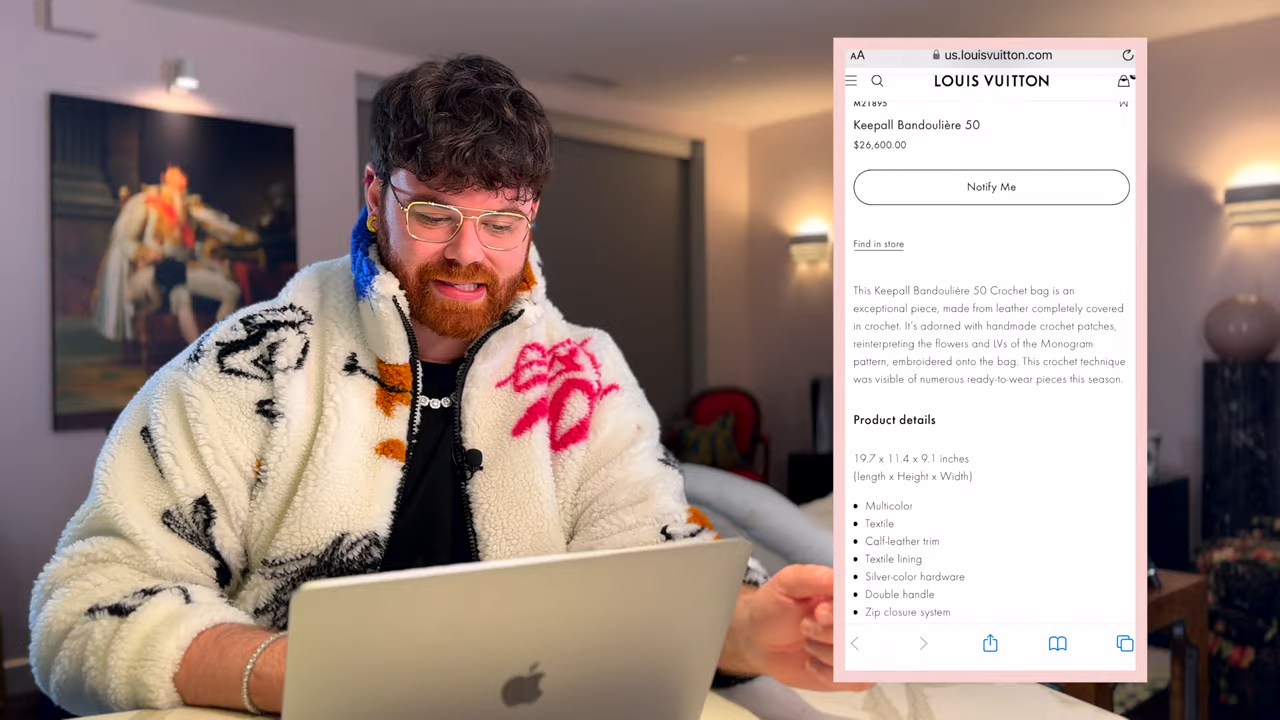 AA us.louisvuitton.com
LOUIS VUITTON
M21895
Keepall Bandoulière 50
$26,600.00
Notify Me
Find in store
This Keepall Bandoulière 50 Crochet bag is an
exceptional piece, made from leather completely covered
in crochet. It's adorned with handmade crochet patches,
reinterpreting the flowers and LVs of the Monogram
pattern, embroidered onto the bag. This crochet technique
was visible of numerous ready-to-wear pieces this season.
Product details
19.7 x 11.4 x 9.1 inches
(length x Height x Width)
Multicolor
Textile
Calf-leather trim
Textile lining
Silver-color hardware
Double handle
Zip closure system